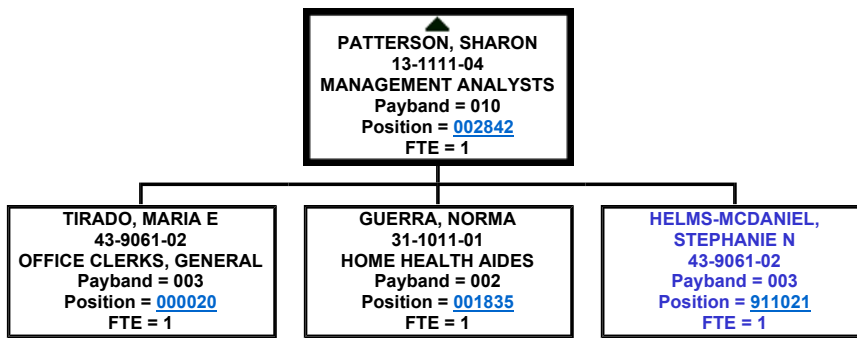 PATTERSON, SHARON
13-1111-04
MANAGEMENT ANALYSTS
Payband = 010
Position = 002842
FTE = 1
TIRADO, MARIA E
43-9061-02
OFFICE CLERKS, GENERAL
Payband = 003
Position = 000020
FTE = 1
GUERRA, NORMA
31-1011-01
HOME HEALTH AIDES
Payband = 002
Position = 001835
FTE = 1
HELMS-MCDANIEL,
STEPHANIE N
43-9061-02
Payband = 003
Position = 911021
FTE = 1